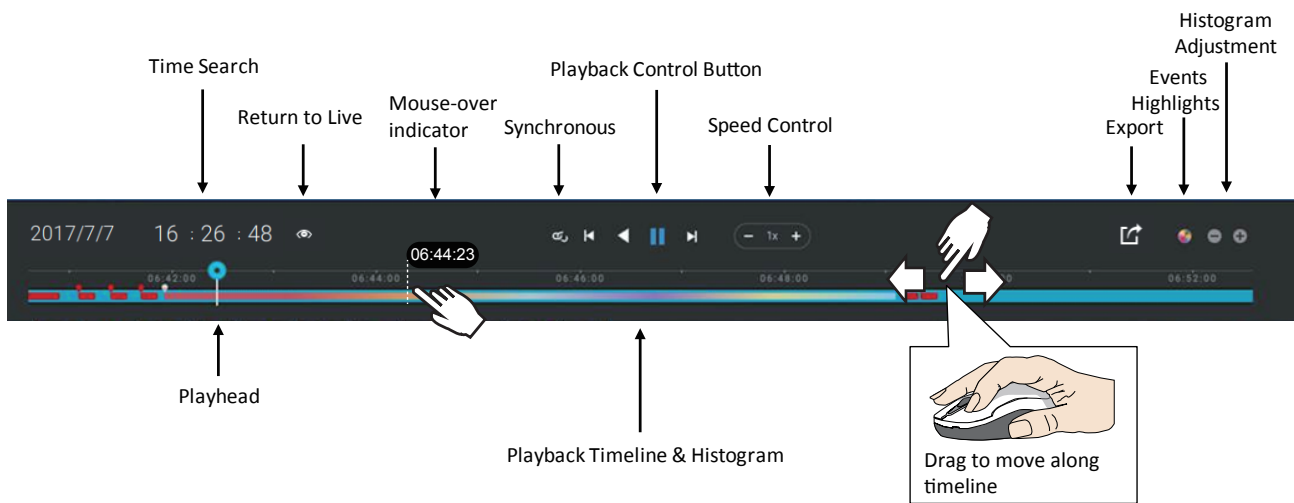 Histogram
Adjustment
Time Search
Playback Control Button
Events
Highlights
Return to Live
Mouse-over
indicator
Synchronous
Speed Control
Export
2017/7/7 16 : 26 : 48
1x
06:44:23
06:42:00
06:44:00
06:46:00
06:48:00
06:52:00
Playhead
Playback Timeline & Histogram
Drag to move along
timeline